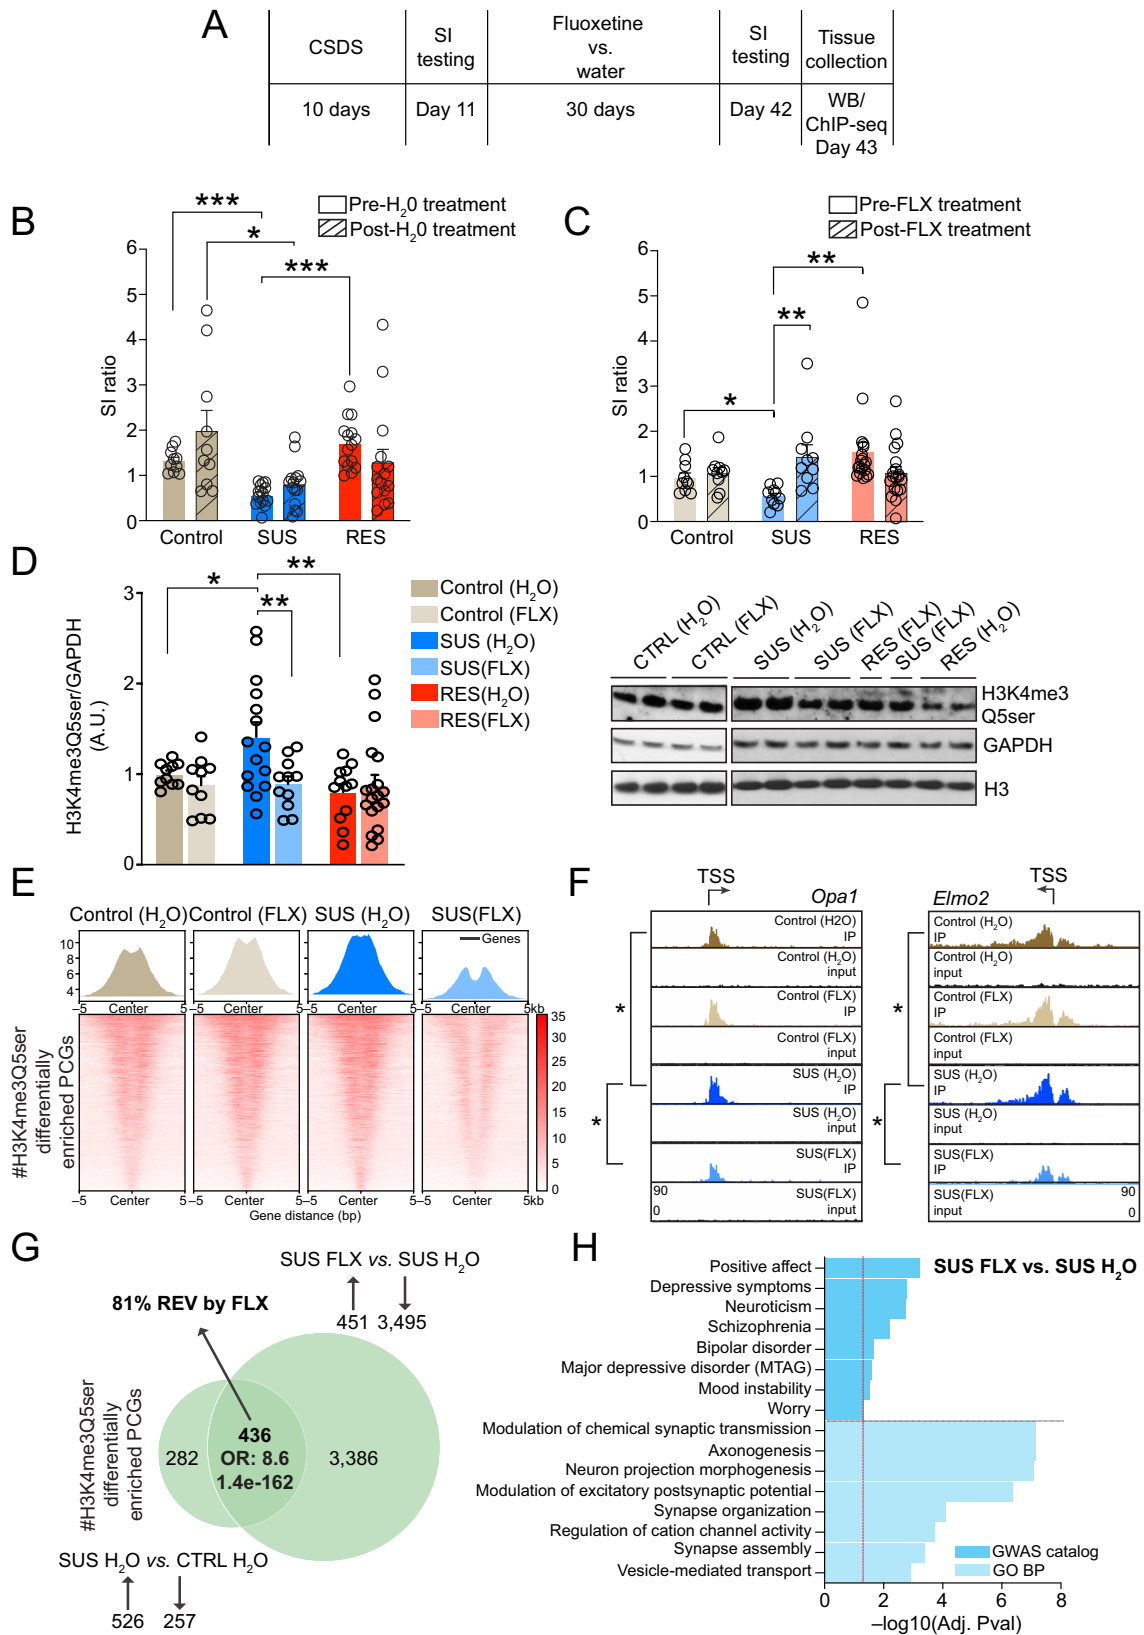 A
CSDS
SI
testing
Fluoxetine
vs.
water
SI
testing
Tissue
collection
10 days
Day 11
30 days
Day 42
WB/
ChIP-seq
Day 43
B
***
*
***
Pre-H2O treatment
Post-H2O treatment
SI ratio
6
5
4
3
2
1
0
Control
SUS
RES
C
Pre-FLX treatment
Post-FLX treatment
**
**
*
SI ratio
6
5
4
3
2
1
0
Control
SUS
RES
D
*
**
**
H3K4me3Q5ser/GAPDH
(A.U.)
3
2
1
0
Control (H2O)
Control (FLX)
SUS (H2O)
SUS(FLX)
RES(H2O)
RES(FLX)
CTRL (H2O)
CTRL (FLX)
SUS (H2O)
SUS (FLX)
RES (FLX)
SUS (FLX)
RES (H2O)
H3K4me3
Q5ser
GAPDH
H3
E
Control (H2O)
Control (FLX)
SUS (H2O)
SUS(FLX)
Genes
10
8
6
4
–5 Center 5–5 Center 5–5 Center 5–5 Center 5kb
#H3K4me3Q5ser
differentially
enriched PCGs
35
30
25
20
15
10
5
0
–5 Center 5–5 Center 5–5 Center 5–5 Center 5kb
Gene distance (bp)
F
TSS
Opa1
Control (H2O)
IP
Control (H2O)
input
Control (FLX)
IP
Control (FLX)
input
SUS (H2O)
IP
SUS (H2O)
input
SUS(FLX)
IP
90
0
SUS(FLX)
input
*
*
TSS
Elmo2
Control (H2O)
IP
Control (H2O)
input
Control (FLX)
IP
Control (FLX)
input
SUS (H2O)
IP
SUS (H2O)
input
SUS(FLX)
IP
SUS(FLX)
input
90
0
*
*
G
SUS FLX vs. SUS H2O
451 3,495
81% REV by FLX
#H3K4me3Q5ser
differentially
enriched PCGs
282
436
OR: 8.6
1.4e-162
3,386
SUS H2O vs. CTRL H2O
526 257
H
SUS FLX vs. SUS H2O
Positive affect
Depressive symptoms
Neuroticism
Schizophrenia
Bipolar disorder
Major depressive disorder (MTAG)
Mood instability
Worry
Modulation of chemical synaptic transmission
Axonogenesis
Neuron projection morphogenesis
Modulation of excitatory postsynaptic potential
Synapse organization
Regulation of cation channel activity
Synapse assembly
Vesicle-mediated transport
GWAS catalog
GO BP
0 2 4 6 8
–log10(Adj. Pval)